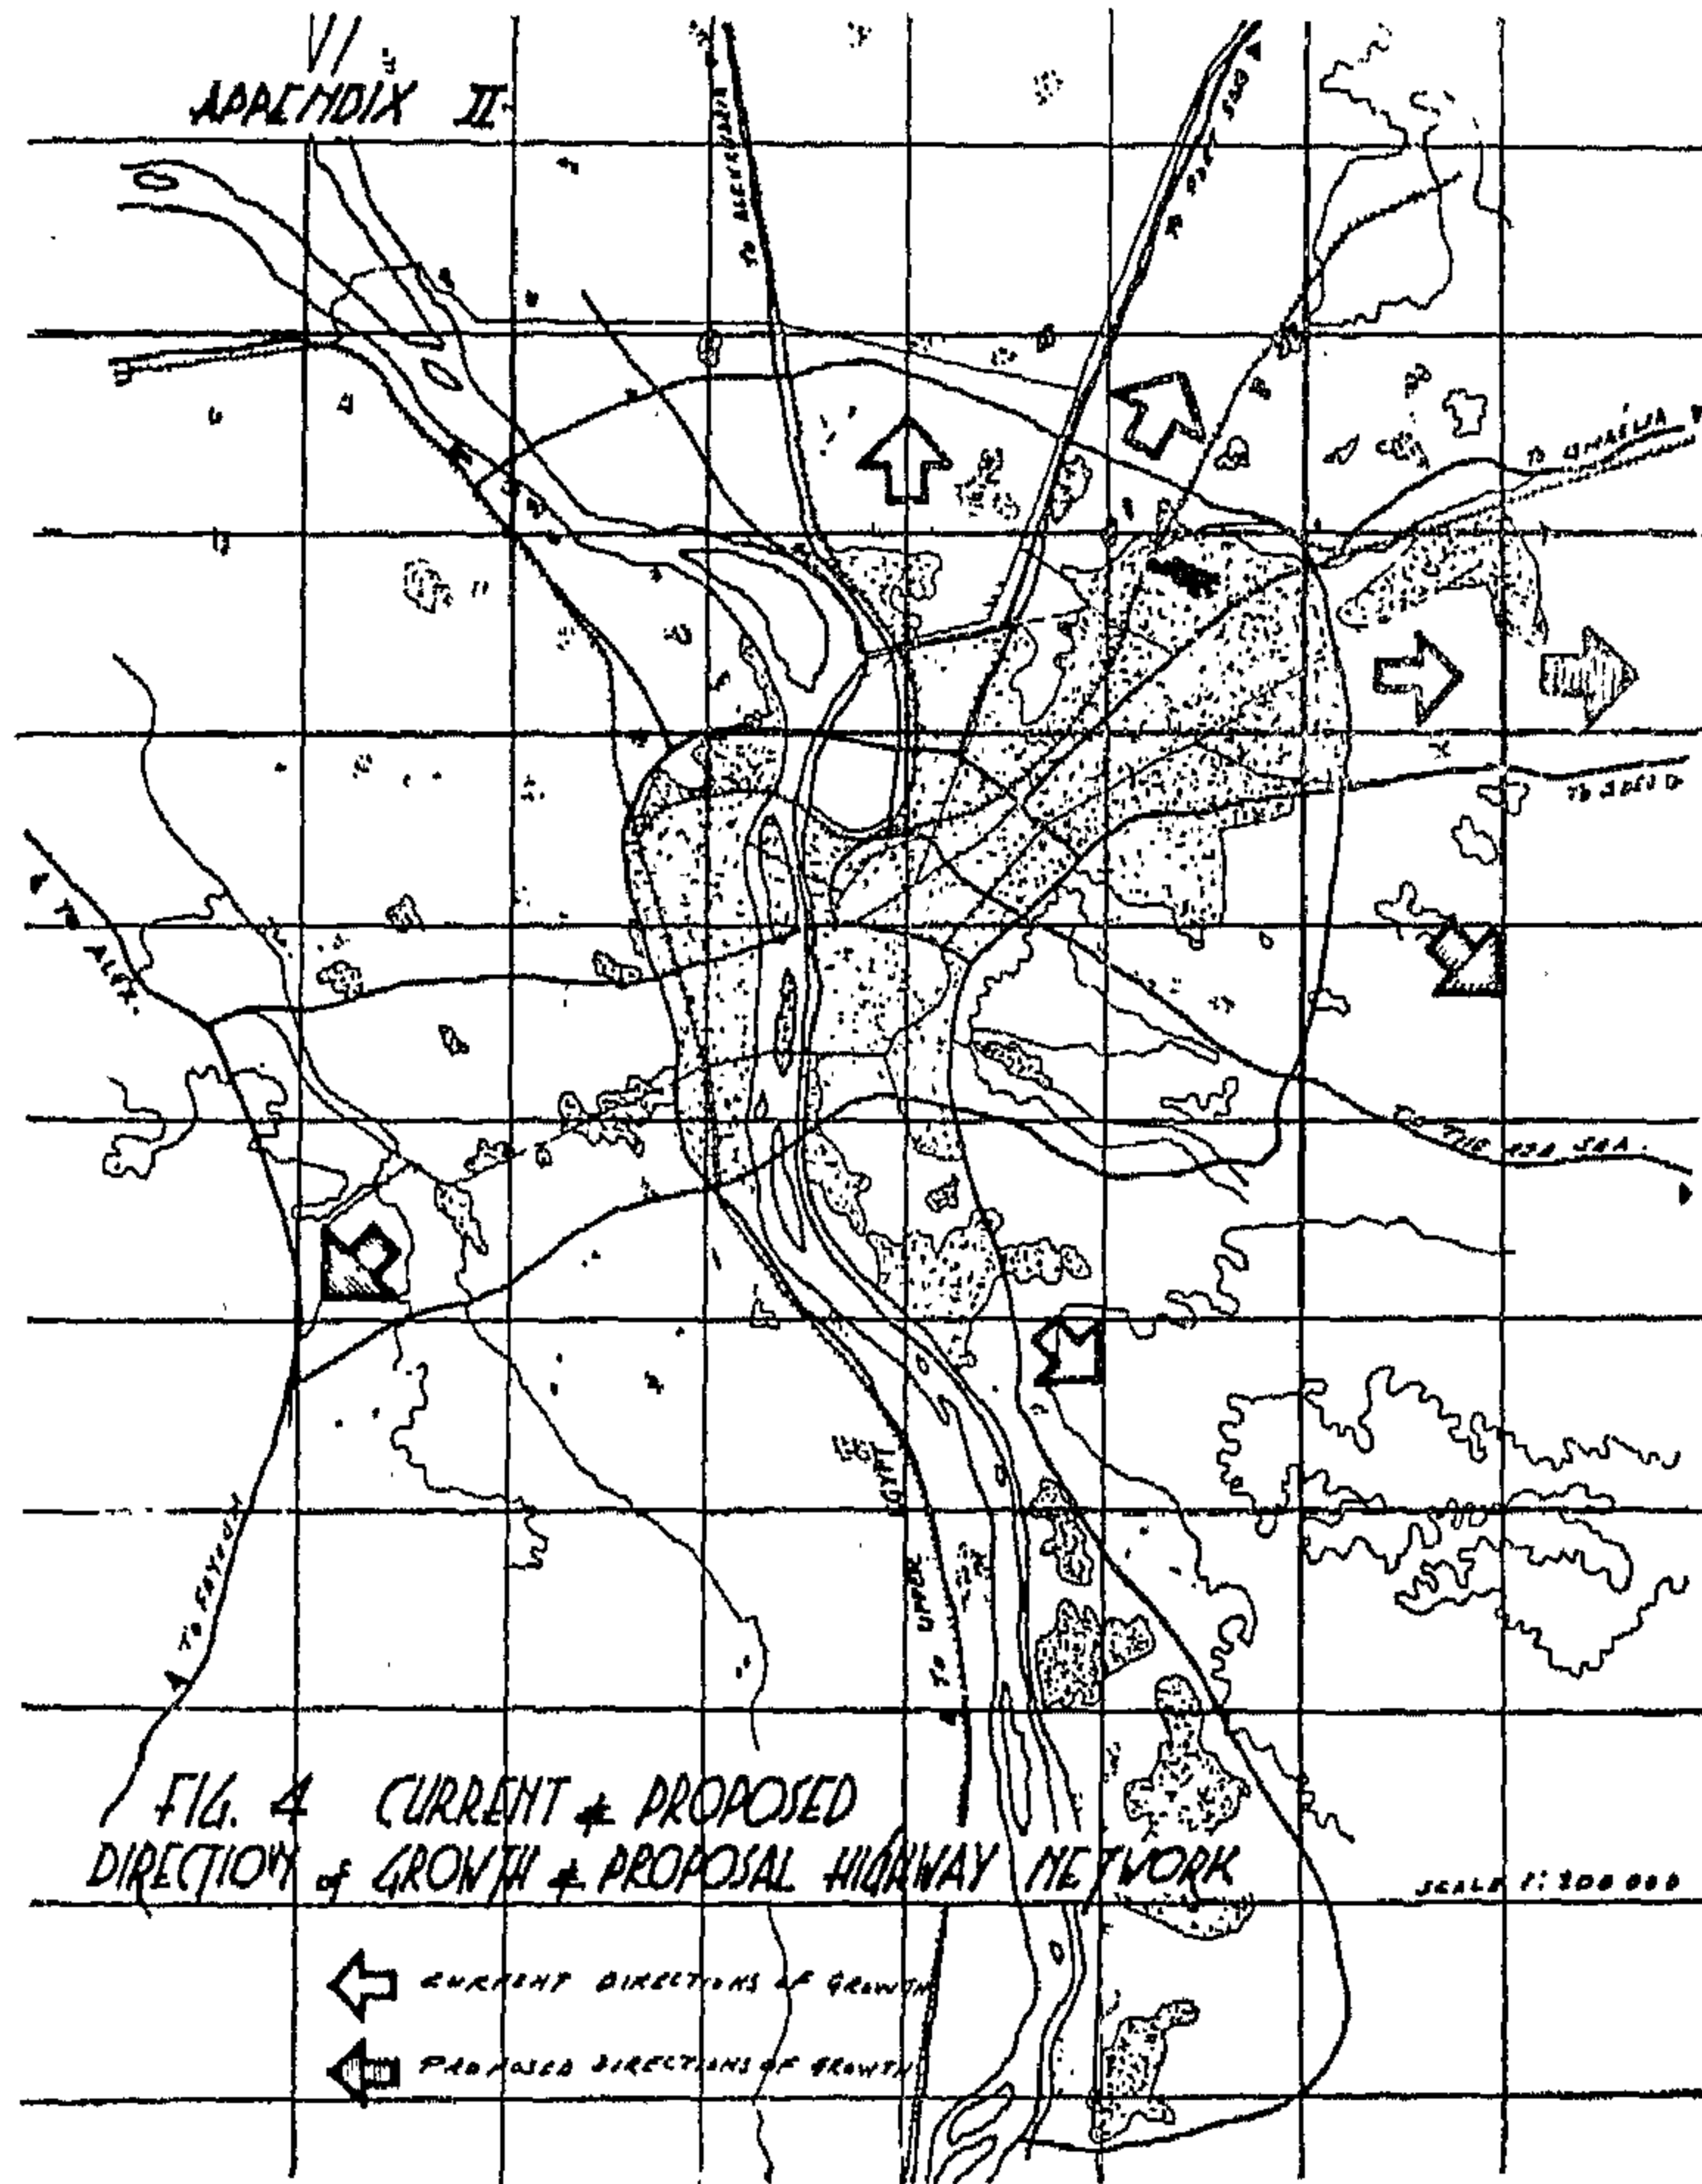 VI
APPENDIX II
TO ALEXANDRIA
TO PORT SAID
TO ISMAILIA
TO SUEZ
TO ALEX.
TO THE RED SEA.
TO FAYOUM
TO UPPER EGYPT
FIG. 4 CURRENT & PROPOSED
DIRECTION of GROWTH & PROPOSAL HIGHWAY NETWORK
SCALE 1:200 000
CURRENT DIRECTIONS OF GROWTH
PROPOSED DIRECTIONS OF GROWTH